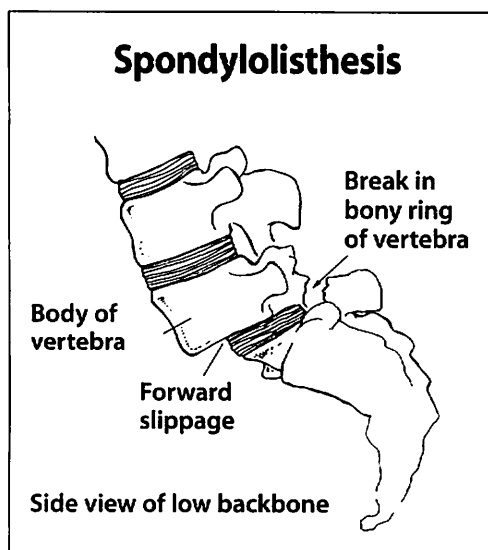 Spondylolisthesis
Break in
bony ring
of vertebra
Body of
vertebra
Forward
slippage
Side view of low backbone